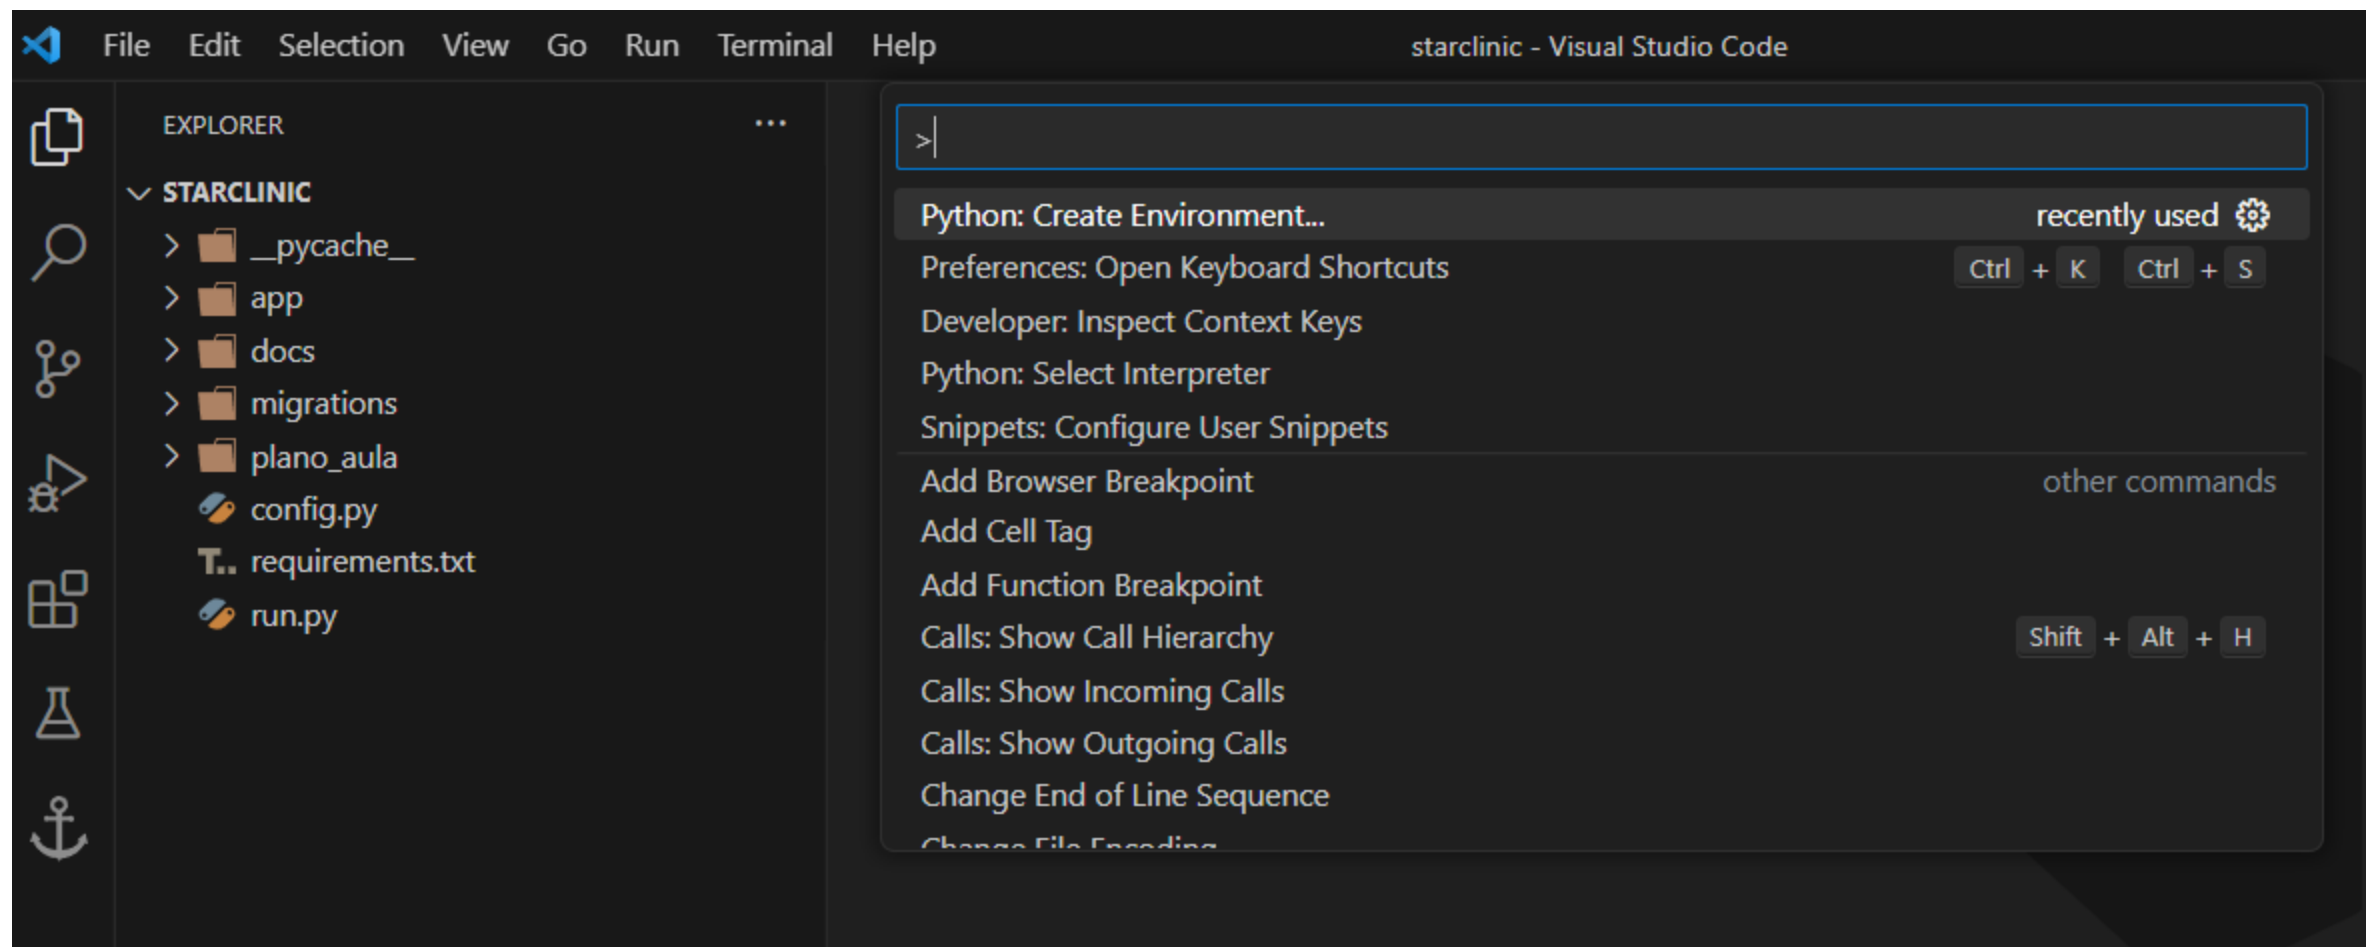 File Edit Selection View Go Run Terminal Help starclinic - Visual Studio Code
EXPLORER ...
STARCLINIC
__pycache__
app
docs
migrations
plano_aula
config.py
T.. requirements.txt
run.py
>
Python: Create Environment... recently used
Preferences: Open Keyboard Shortcuts Ctrl + K Ctrl + S
Developer: Inspect Context Keys
Python: Select Interpreter
Snippets: Configure User Snippets
Add Browser Breakpoint other commands
Add Cell Tag
Add Function Breakpoint
Calls: Show Call Hierarchy Shift + Alt + H
Calls: Show Incoming Calls
Calls: Show Outgoing Calls
Change End of Line Sequence
Change File Encoding